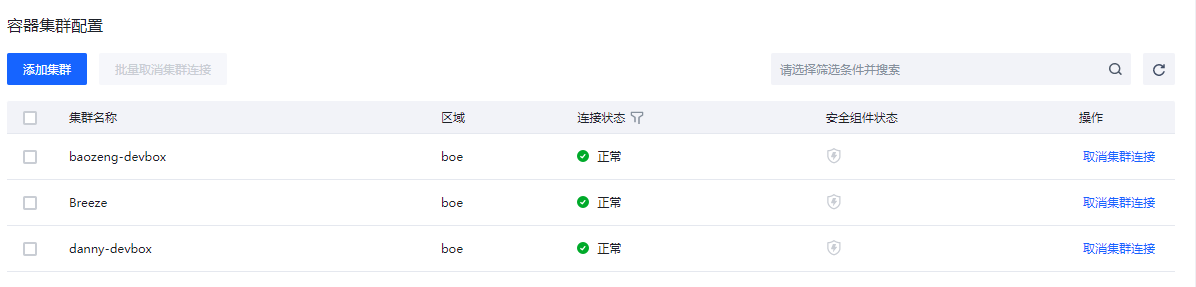 容器集群配置
添加集群 批量取消集群连接 请选择筛选条件并搜索
集群名称 区域 连接状态 安全组件状态 操作
baozeng-devbox boe 正常 取消集群连接
Breeze boe 正常 取消集群连接
danny-devbox boe 正常 取消集群连接